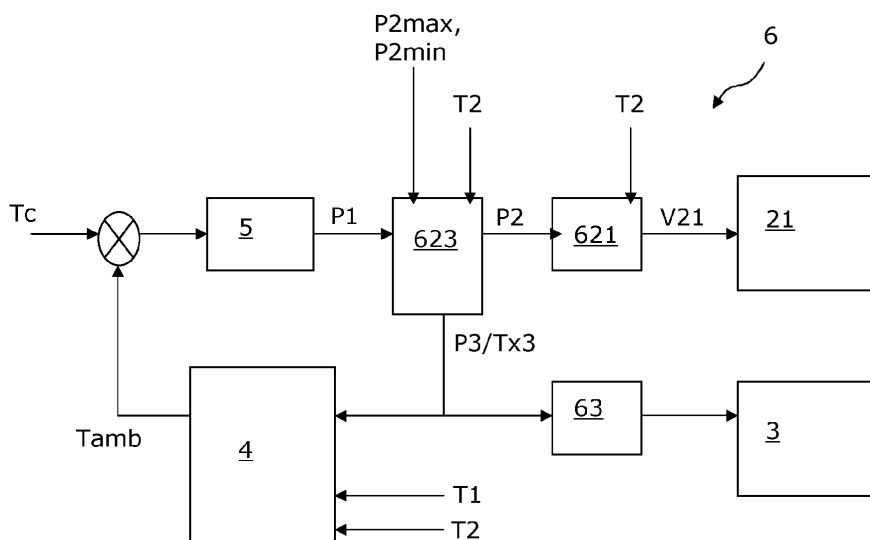 P2max,
P2min
6
T2
T2
Tc
5
P1
623
P2
621
V21
21
P3/Tx3
Tamb
4
63
3
T1
T2